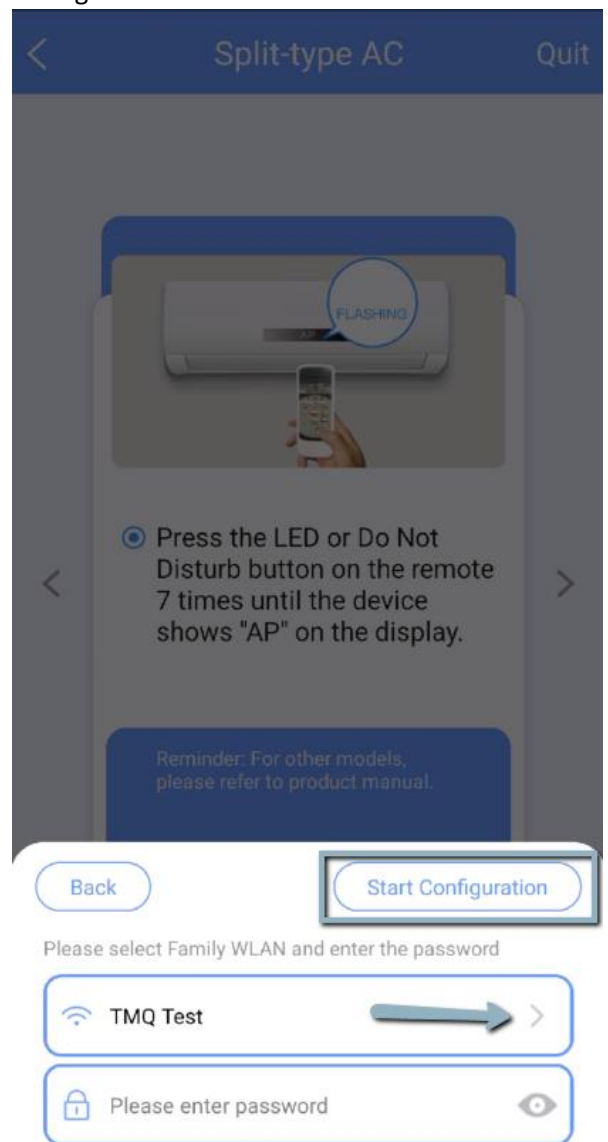 Split-type AC
Quit
FLASHING
AP
Press the LED or Do Not
Disturb button on the remote
7 times until the device
shows "AP" on the display.
Reminder: For other models,
please refer to product manual.
Back
Start Configuration
Please select Family WLAN and enter the password
TMQ Test
Please enter password